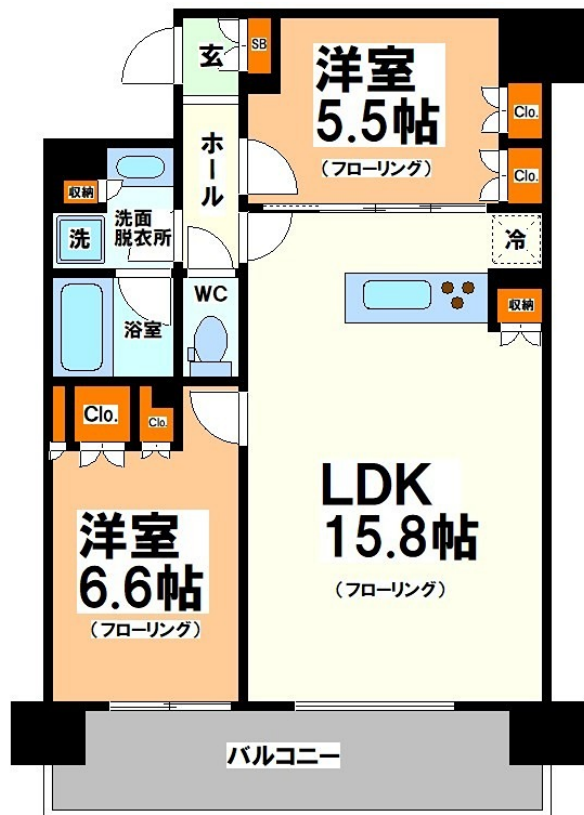 玄
SB
洋室
5.5帖
(フローリング)
Clo.
Clo.
ホール
収納
洗面
脱衣所
洗
冷
WC
浴室
収納
Clo.
Clo.
LDK
15.8帖
(フローリング)
洋室
6.6帖
(フローリング)
バルコニー